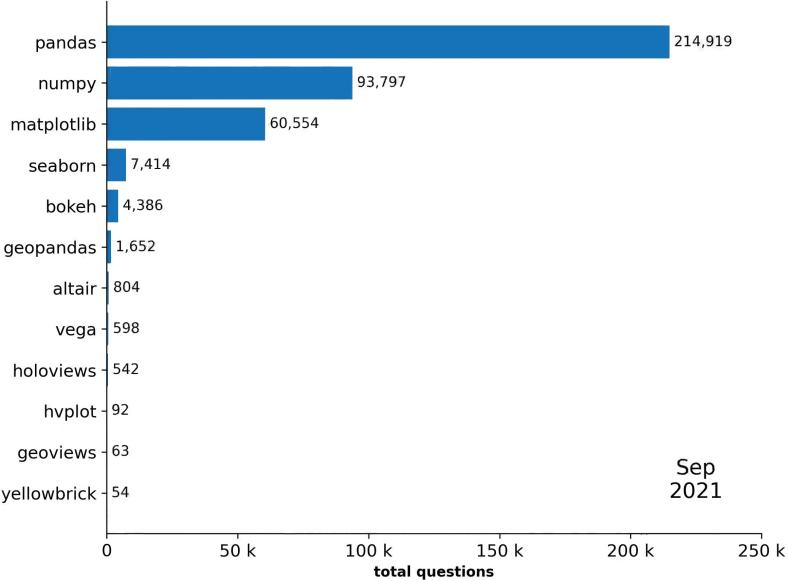 pandas 214,919
numpy 93,797
matplotlib 60,554
seaborn 7,414
bokeh 4,386
geopandas 1,652
altair 804
vega 598
holoviews 542
hvplot 92
geoviews 63
yellowbrick 54
Sep
2021
0 50 k 100 k 150 k 200 k 250 k
total questions